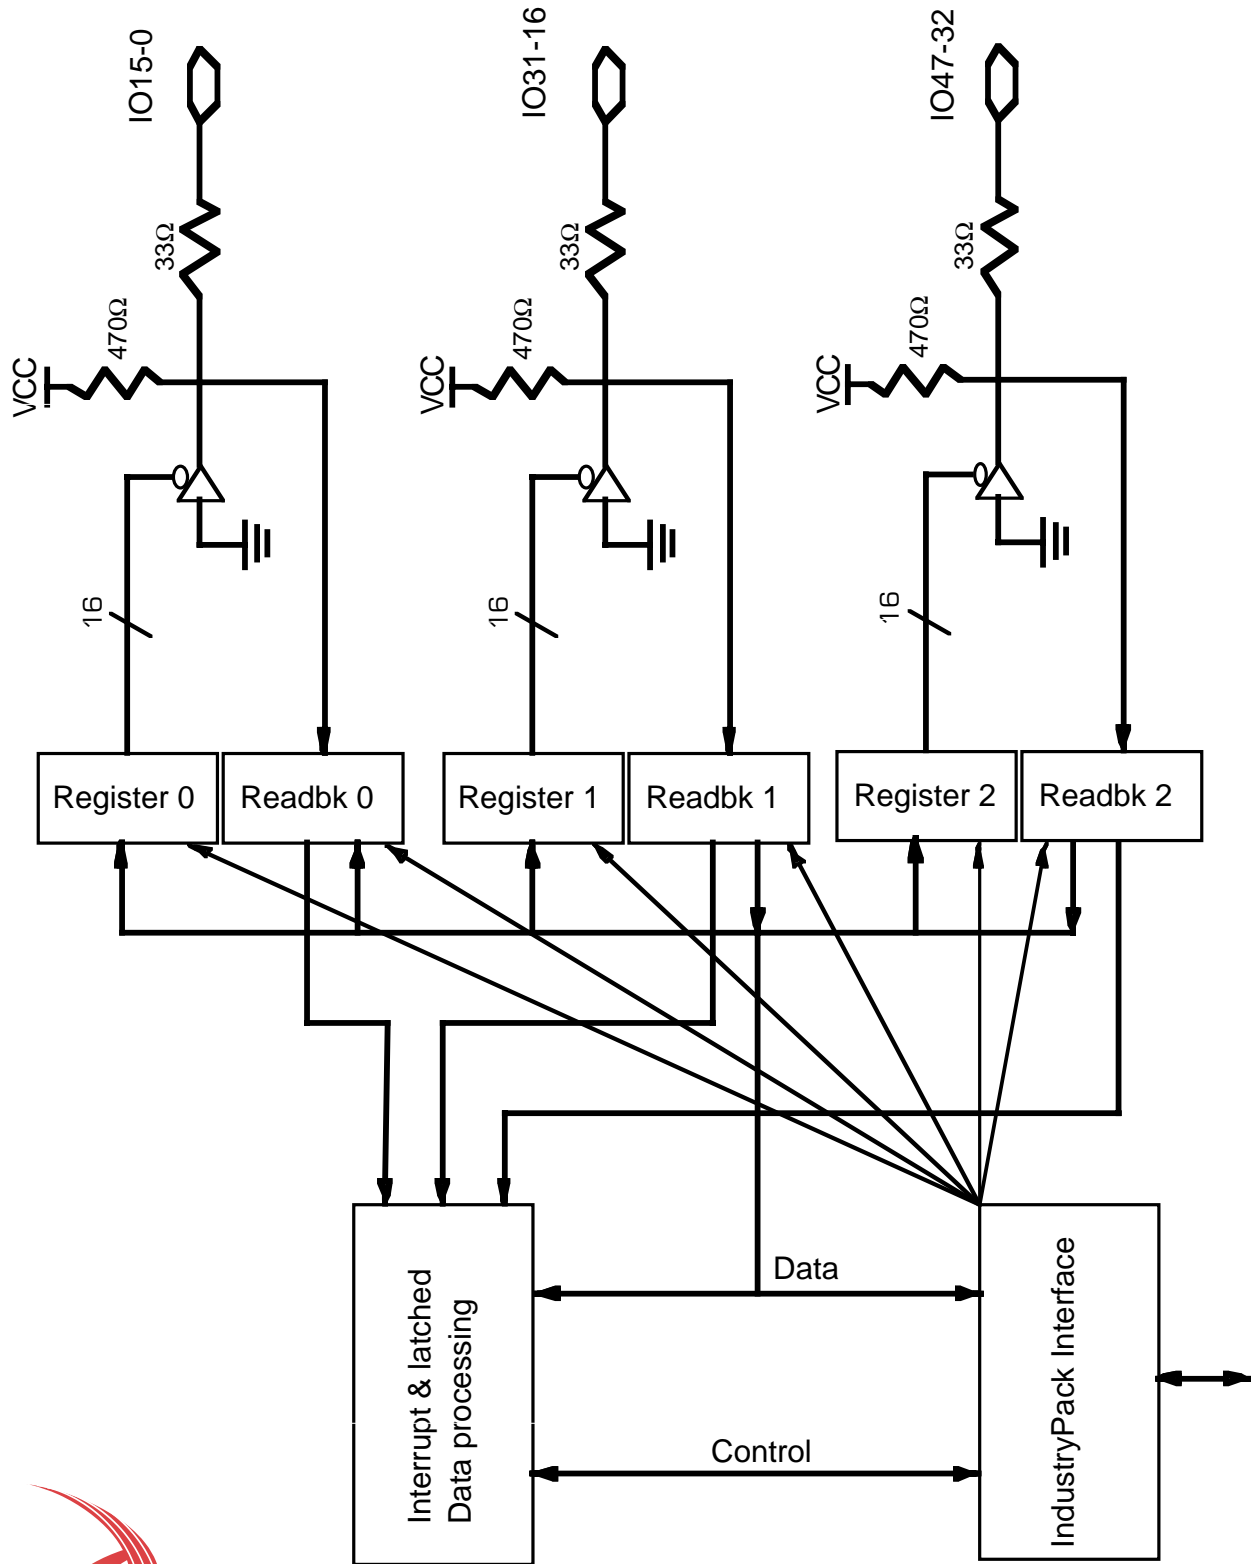 IO15-0
IO31-16
IO47-32
33Ω
33Ω
33Ω
470Ω
470Ω
470Ω
VCC
VCC
VCC
16
16
16
Register 0
Readbk 0
Register 1
Readbk 1
Register 2
Readbk 2
Interrupt & latched
Data processing
Data
Control
IndustryPack Interface